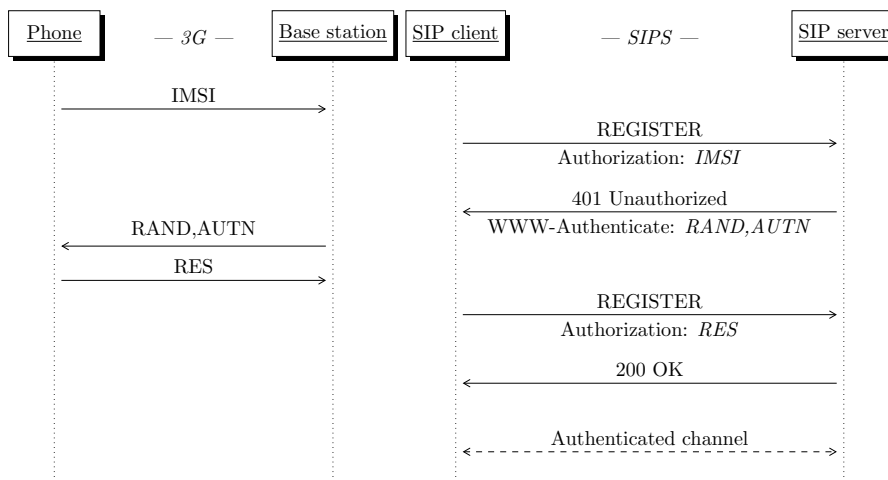 Phone
— 3G —
Base station
SIP client
— SIPS —
SIP server
IMSI
REGISTER
Authorization: IMSI
401 Unauthorized
WWW-Authenticate: RAND,AUTN
RAND,AUTN
RES
REGISTER
Authorization: RES
200 OK
Authenticated channel